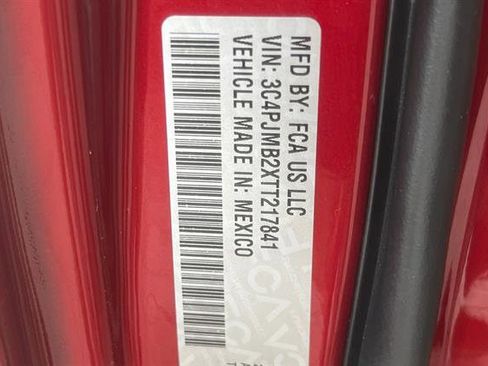 MFD BY: FCA US LLC
VIN: 3C4PJMB2XTT217841
VEHICLE MADE IN: MEXICO